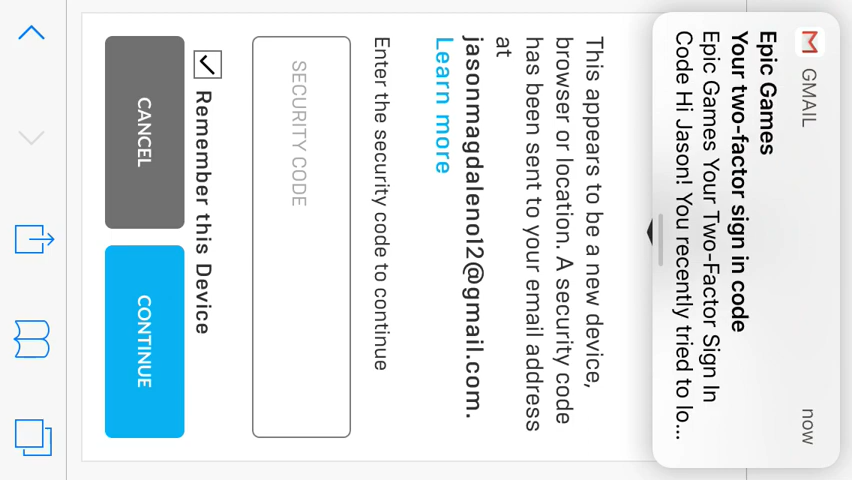 GMAIL
now
Epic Games
Your two-factor sign in code
Epic Games Your Two-Factor Sign In
Code Hi Jason! You recently tried to lo...
This appears to be a new device,
browser or location. A security code
has been sent to your email address
at
jasonmagdaleno12@gmail.com.
Learn more
Enter the security code to continue
SECURITY CODE
Remember this Device
CANCEL
CONTINUE